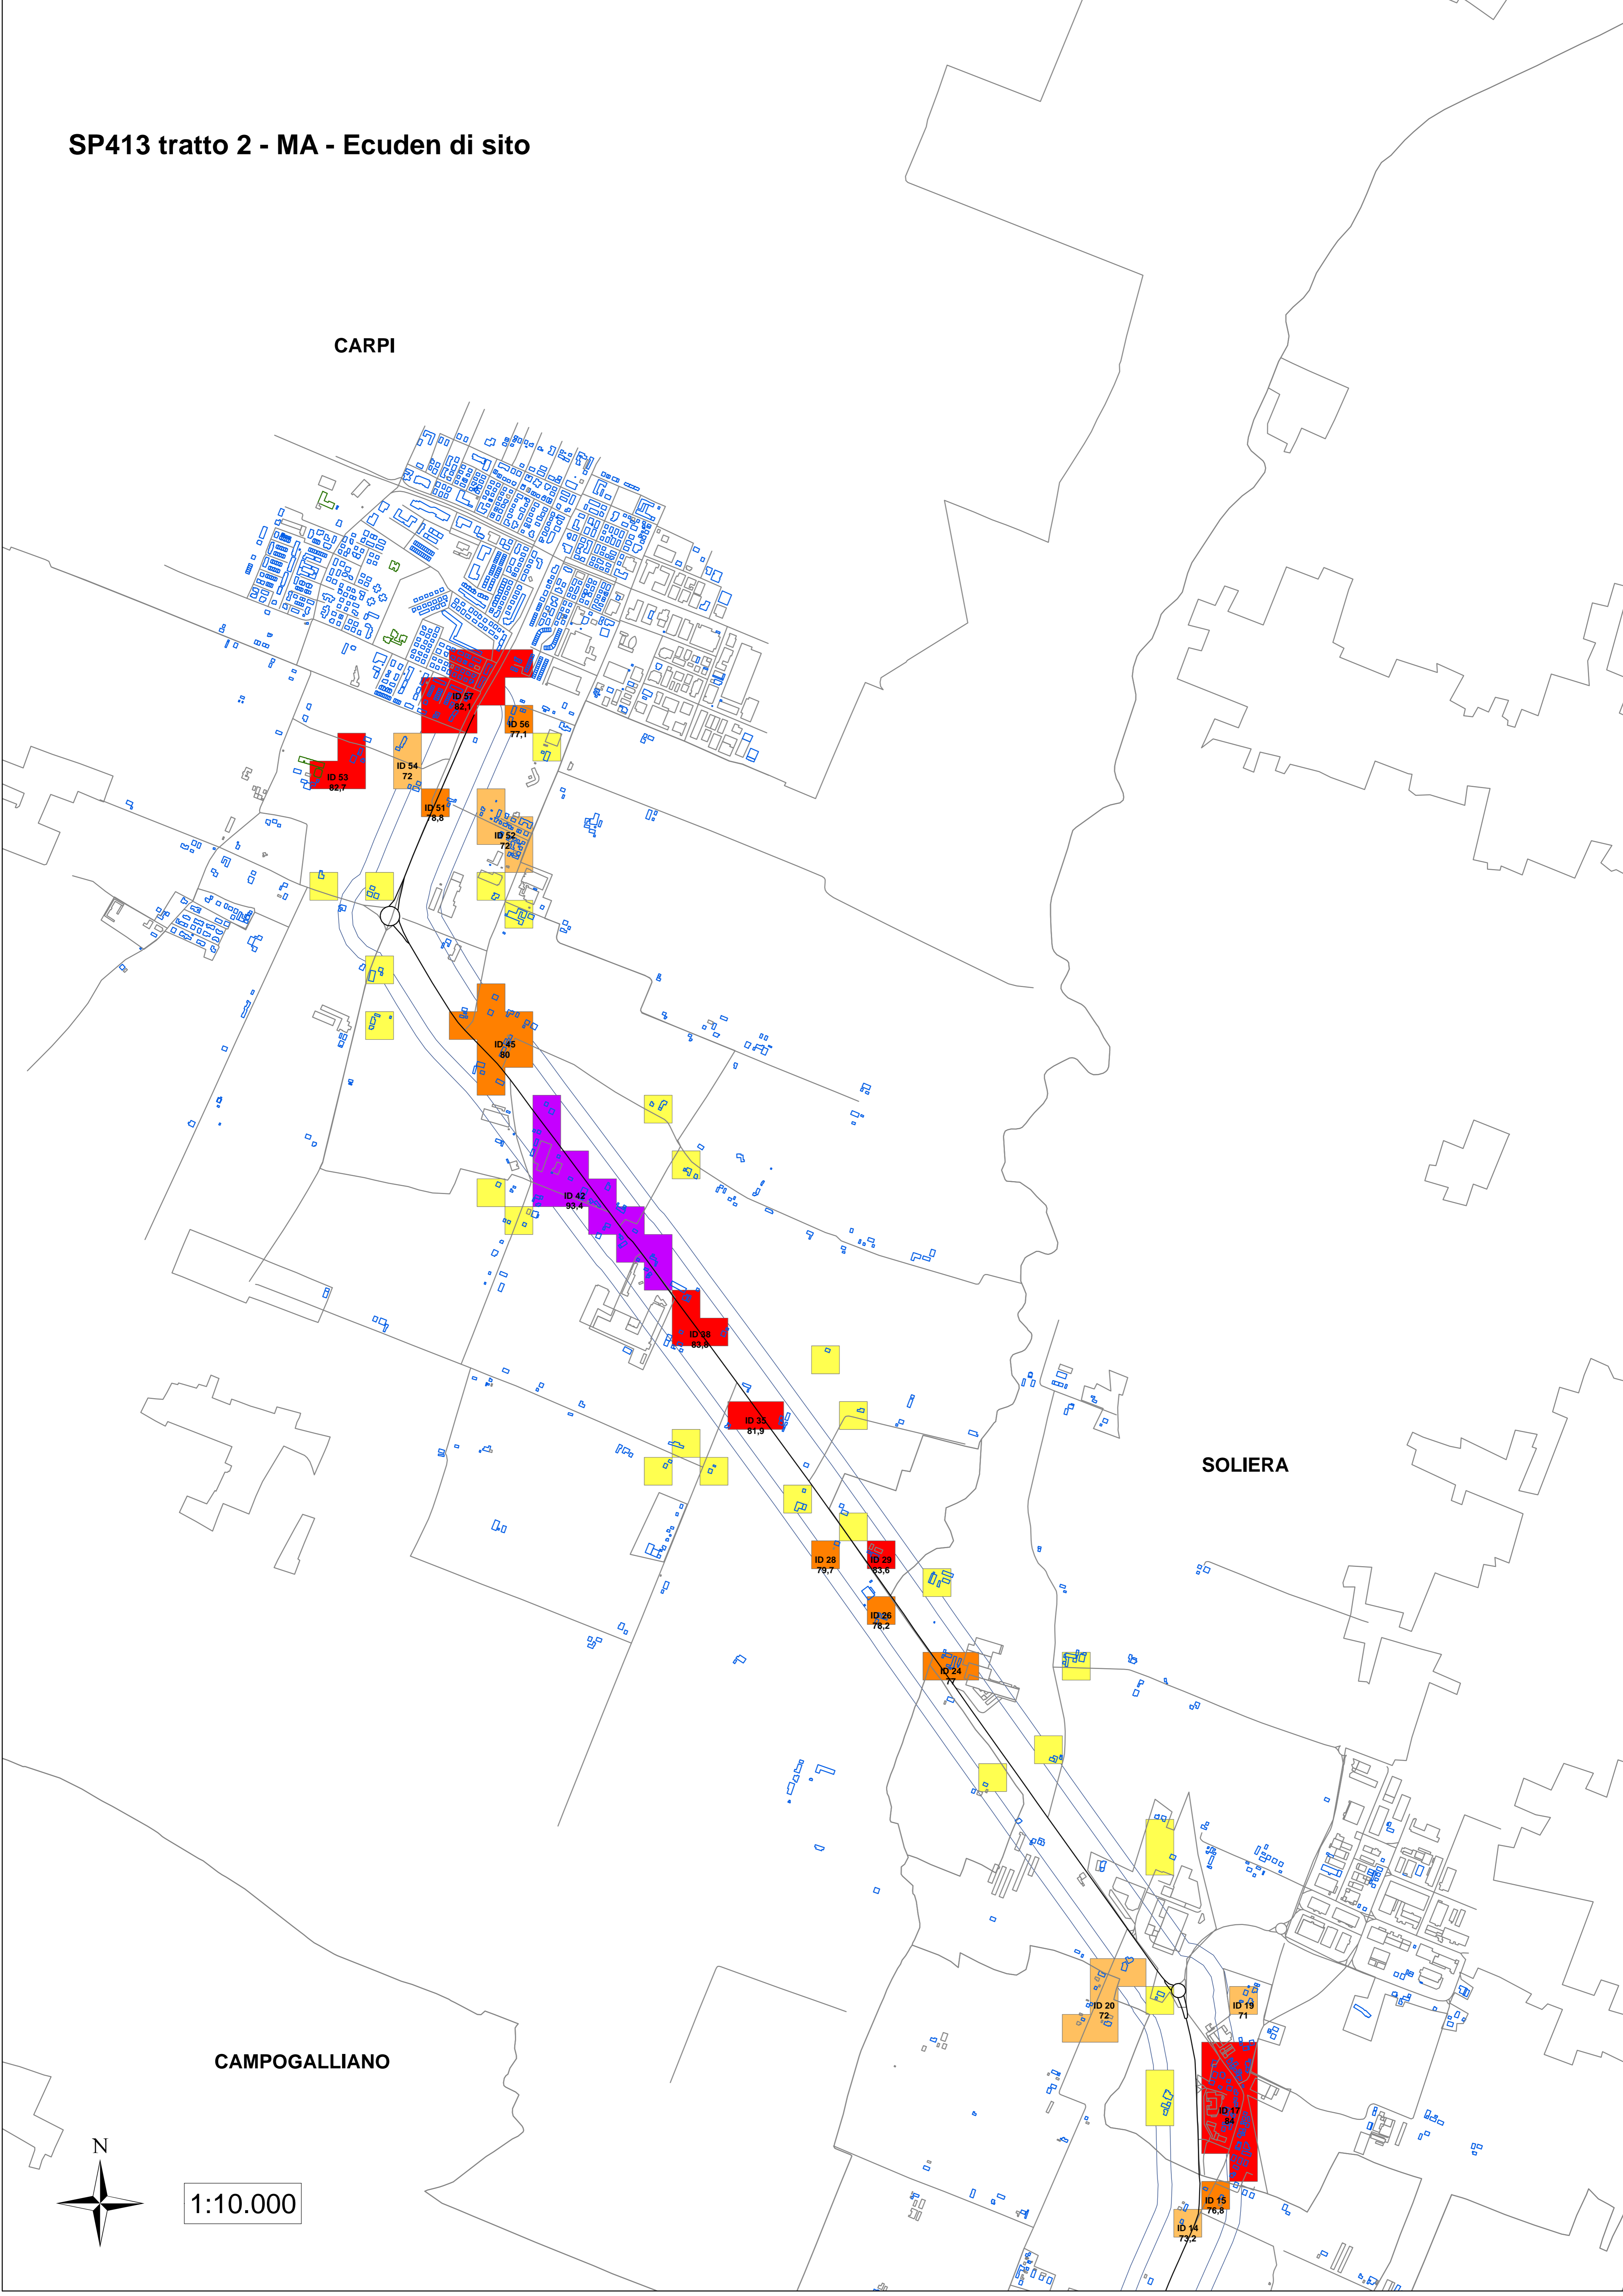 SP413 tratto 2 - MA - Ecuden di sito
CARPI
ID 57
82,1
ID 56
77,1
ID 54
72
ID 53
82,7
ID 51
78,8
ID 52
72
ID 45
80
ID 42
93,4
ID 38
83,8
ID 35
81,9
SOLIERA
ID 28
79,7
ID 29
83,6
ID 26
78,2
ID 24
77
ID 20
72
ID 19
71
CAMPOGALLIANO
ID 17
84
N
1:10.000
ID 15
76,8
ID 14
73,2